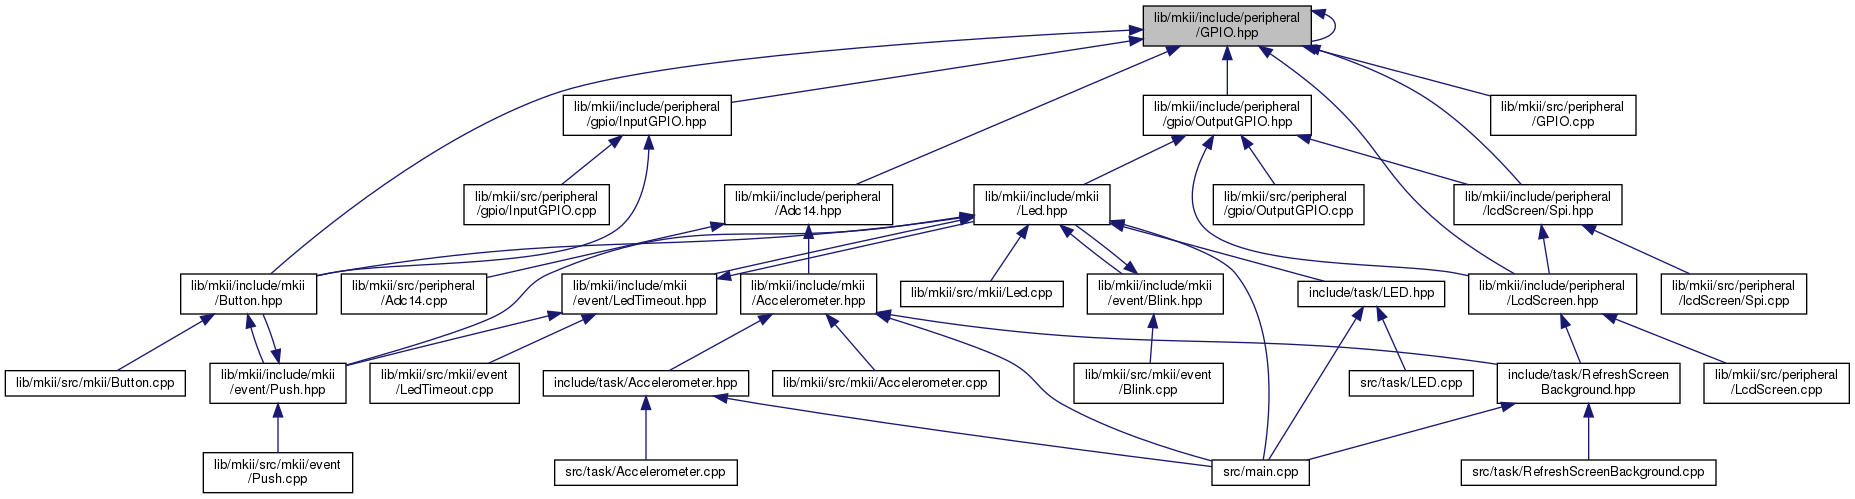 lib/mkii/include/peripheral
/GPIO.hpp
lib/mkii/include/peripheral
/gpio/InputGPIO.hpp
lib/mkii/include/peripheral
/gpio/OutputGPIO.hpp
lib/mkii/src/peripheral
/GPIO.cpp
lib/mkii/src/peripheral
/gpio/InputGPIO.cpp
lib/mkii/include/peripheral
/Adc14.hpp
lib/mkii/include/mkii
/Led.hpp
lib/mkii/src/peripheral
/gpio/OutputGPIO.cpp
lib/mkii/include/peripheral
/lcdScreen/Spi.hpp
lib/mkii/include/mkii
/Button.hpp
lib/mkii/src/peripheral
/Adc14.cpp
lib/mkii/include/mkii
/event/LedTimeout.hpp
lib/mkii/include/mkii
/Accelerometer.hpp
lib/mkii/src/mkii/Led.cpp
lib/mkii/include/mkii
/event/Blink.hpp
include/task/LED.hpp
lib/mkii/include/peripheral
/LcdScreen.hpp
lib/mkii/src/peripheral
/lcdScreen/Spi.cpp
lib/mkii/src/mkii/Button.cpp
lib/mkii/include/mkii
/event/Push.hpp
lib/mkii/src/mkii/event
/LedTimeout.cpp
include/task/Accelerometer.hpp
lib/mkii/src/mkii/Accelerometer.cpp
lib/mkii/src/mkii/event
/Blink.cpp
src/task/LED.cpp
include/task/RefreshScreen
Background.hpp
lib/mkii/src/peripheral
/LcdScreen.cpp
lib/mkii/src/mkii/event
/Push.cpp
src/task/Accelerometer.cpp
src/main.cpp
src/task/RefreshScreenBackground.cpp